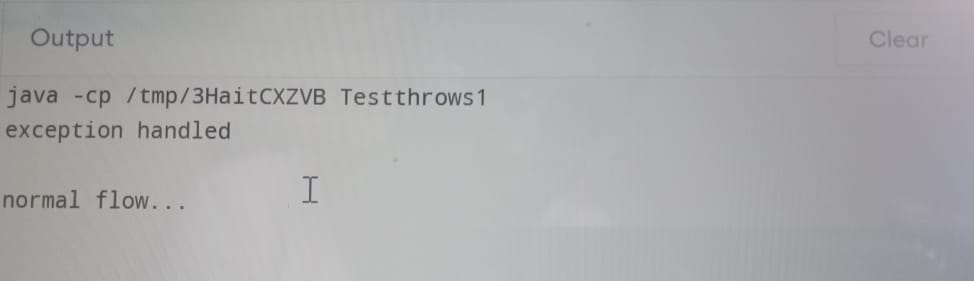 Output
Clear
java -cp /tmp/3HaitCXZVB Testthrows1
exception handled
normal flow...